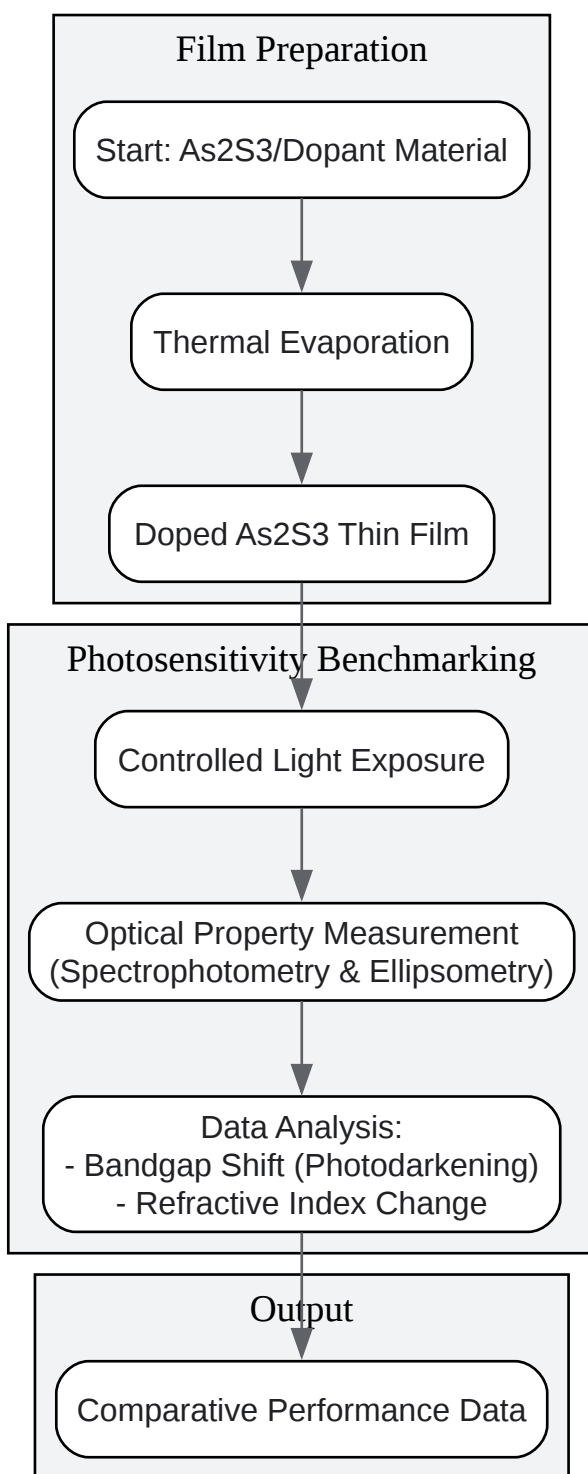 Film Preparation
Start: As2S3/Dopant Material
Thermal Evaporation
Doped As2S3 Thin Film
Photosensitivity Benchmarking
Controlled Light Exposure
Optical Property Measurement
(Spectrophotometry & Ellipsometry)
Data Analysis:
- Bandgap Shift (Photodarkening)
- Refractive Index Change
Output
Comparative Performance Data